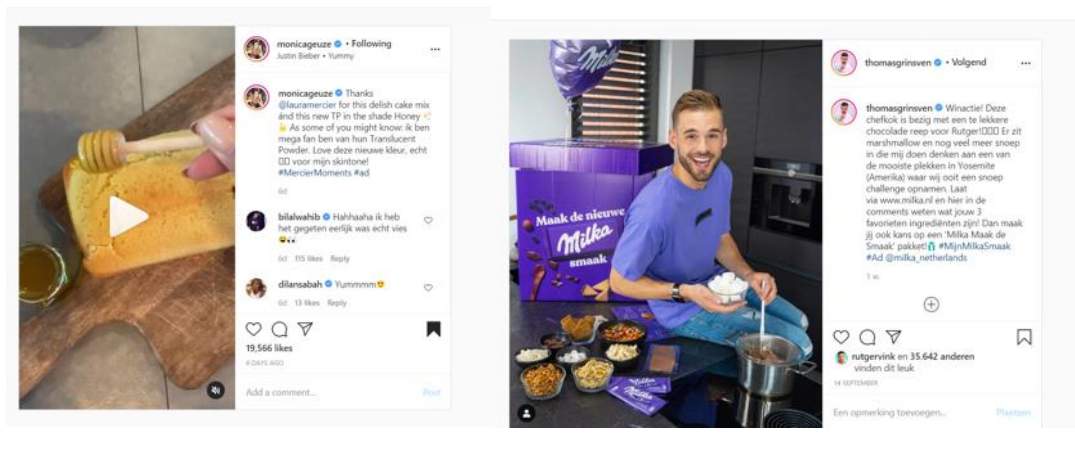 monicageuze • Following
Justin Bieber • Yummy
monicageuze Thanks
@lauramercier for this delish cake mix
ánd this new TP in the shade Honey
As some of you might know: ik ben
mega fan ben van hun Translucent
Powder. Love deze nieuwe kleur, echt
voor mijn skintone!
#MercierMoments #ad
6d
bilalwahib Hahhaaha ik heb
het gegeten eerlijk was echt vies
6d 115 likes Reply
dilansabah Yummmm
6d 13 likes Reply
19,566 likes
6 DAYS AGO
Add a comment...
Post
Milka
Maak de nieuwe
Milka
smaak
thomasgrinsven • Volgend
thomasgrinsven Winactie! Deze
chefkok is bezig met een te lekkere
chocolade reep voor Rutger! Er zit
marshmallow en nog veel meer snoep
in die mij doen denken aan een van
de mooiste plekken in Yosemite
(Amerika) waar wij ooit een snoep
challenge opnamen. Laat
via www.milka.nl en hier in de
comments weten wat jouw 3
favorieten ingrediënten zijn! Dan maak
jij ook kans op een 'Milka Maak de
Smaak' pakket! #MijnMilkaSmaak
#Ad @milka_netherlands
1 w.
rutgervink en 35.642 anderen
vinden dit leuk
14 SEPTEMBER
Een opmerking toevoegen...
Plaatsen